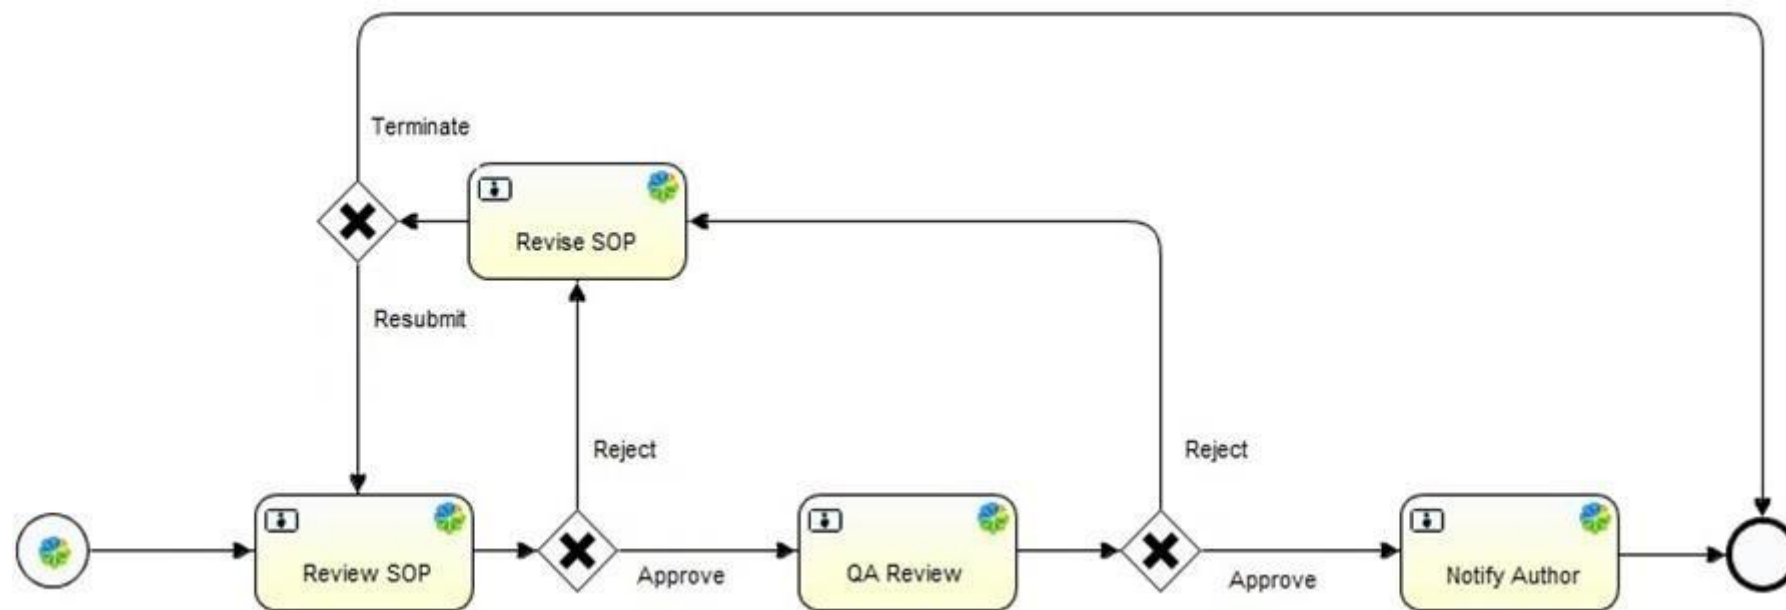 Terminate
Revise SOP
Resubmit
Reject
Reject
Review SOP
Approve
QA Review
Approve
Notify Author